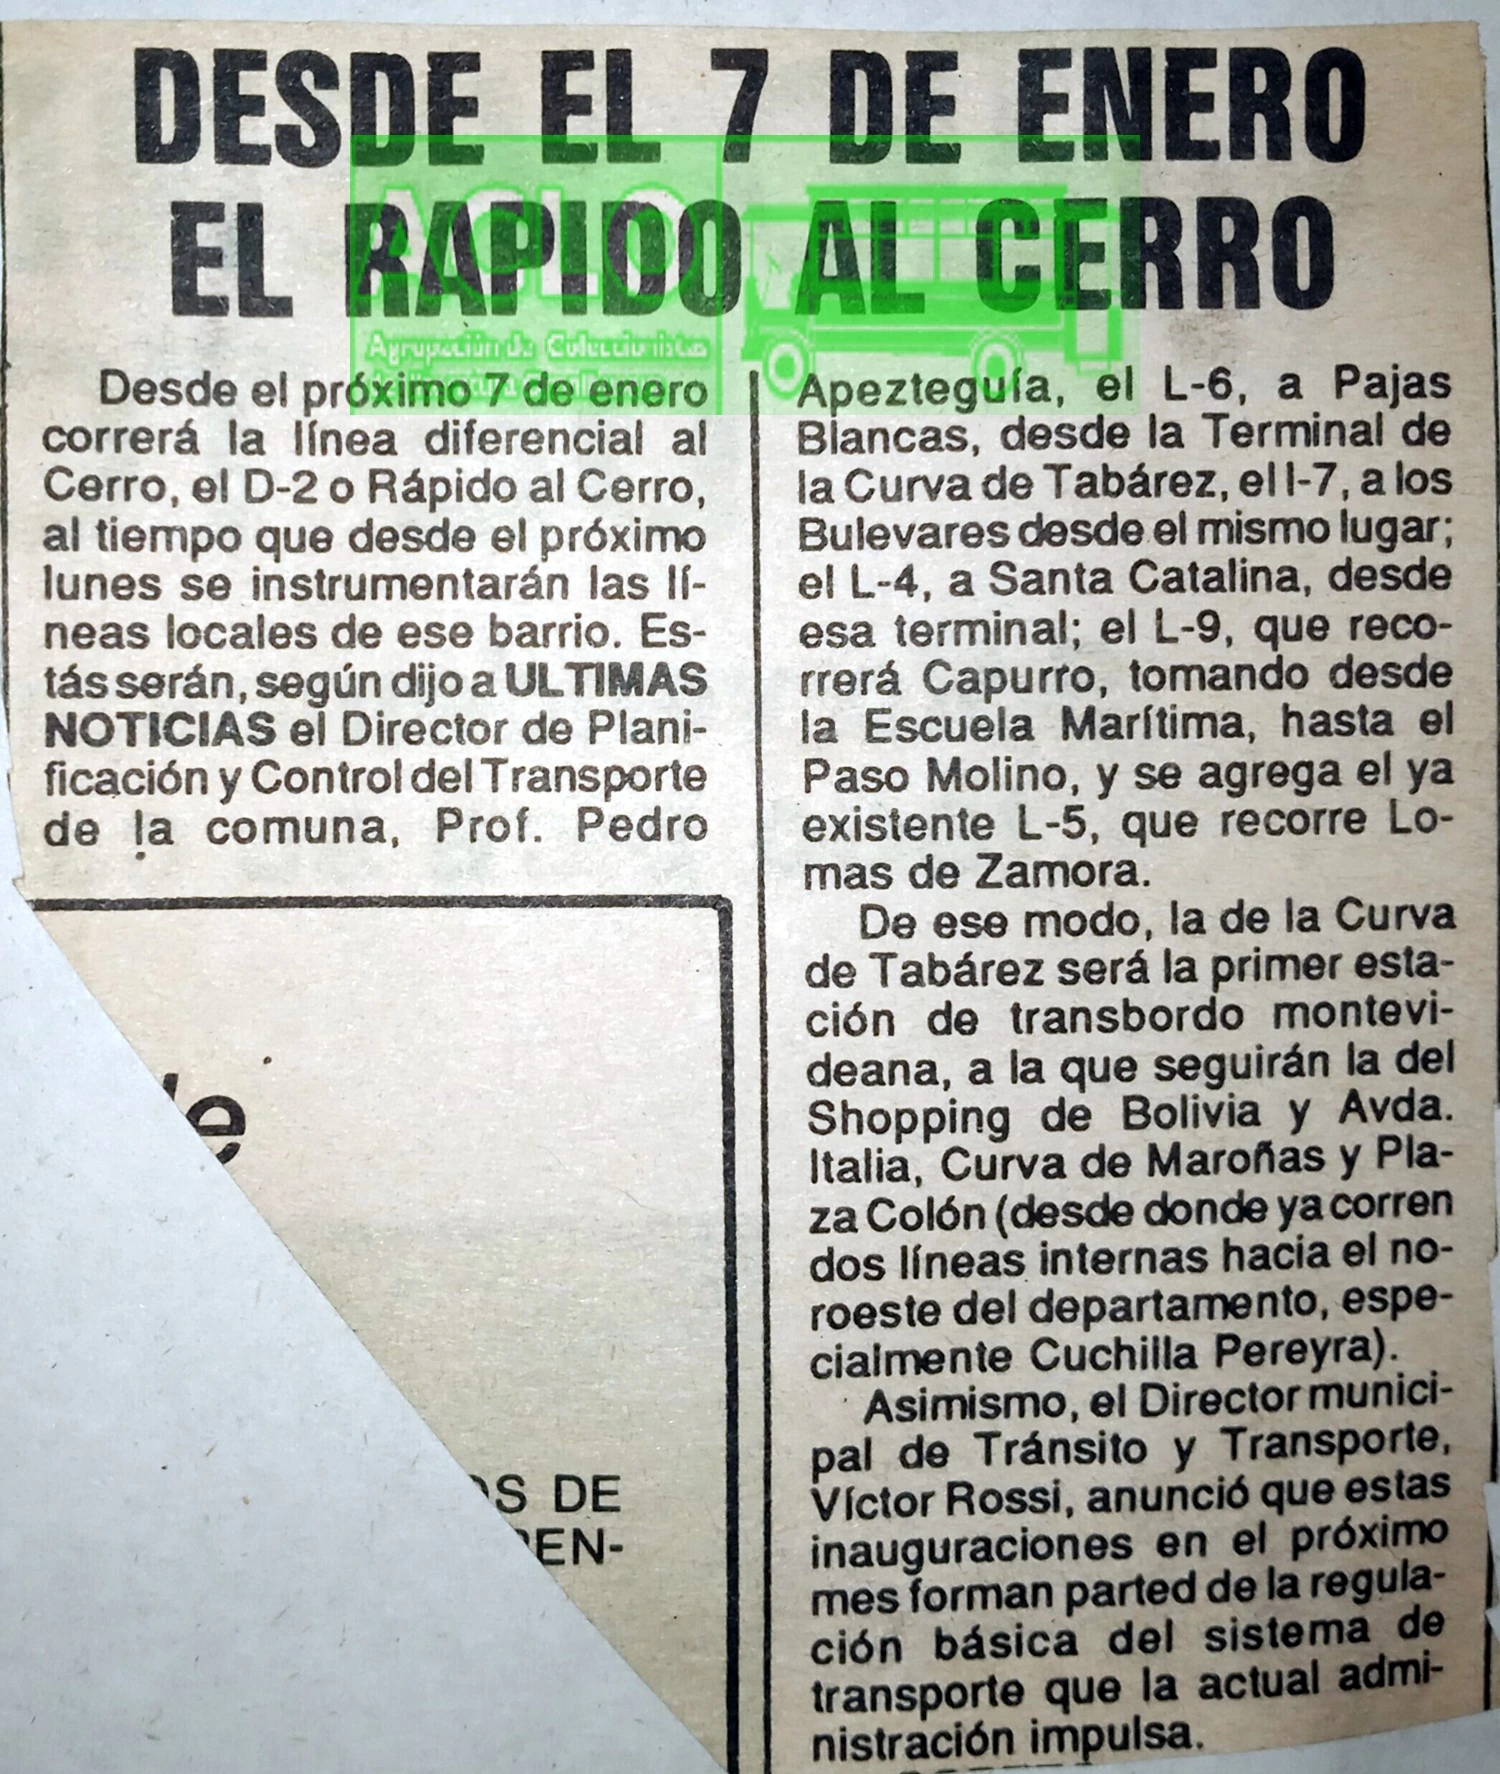 DESDE EL 7 DE ENERO
EL RAPIDO AL CERRO
ACLO
Agrupación de Coleccionistas
Desde el próximo 7 de enero
correrá la línea diferencial al
Cerro, el D-2 o Rápido al Cerro,
al tiempo que desde el próximo
lunes se instrumentarán las lí-
neas locales de ese barrio. Es-
tás serán, según dijo a ULTIMAS
NOTICIAS el Director de Plani-
ficación y Control del Transporte
de la comuna, Prof. Pedro
Apezteguía, el L-6, a Pajas
Blancas, desde la Terminal de
la Curva de Tabárez, el l-7, a los
Bulevares desde el mismo lugar;
el L-4, a Santa Catalina, desde
esa terminal; el L-9, que reco-
rrerá Capurro, tomando desde
la Escuela Marítima, hasta el
Paso Molino, y se agrega el ya
existente L-5, que recorre Lo-
mas de Zamora.
De ese modo, la de la Curva
de Tabárez será la primer esta-
ción de transbordo montevi-
deana, a la que seguirán la del
Shopping de Bolivia y Avda.
Italia, Curva de Maroñas y Pla-
za Colón (desde donde ya corren
dos líneas internas hacia el no-
roeste del departamento, espe-
cialmente Cuchilla Pereyra).
Asimismo, el Director munici-
pal de Tránsito y Transporte,
Víctor Rossi, anunció que estas
inauguraciones en el próximo
mes forman parted de la regula-
ción básica del sistema de
transporte que la actual admi-
nistración impulsa.
de
OS DE
EN-